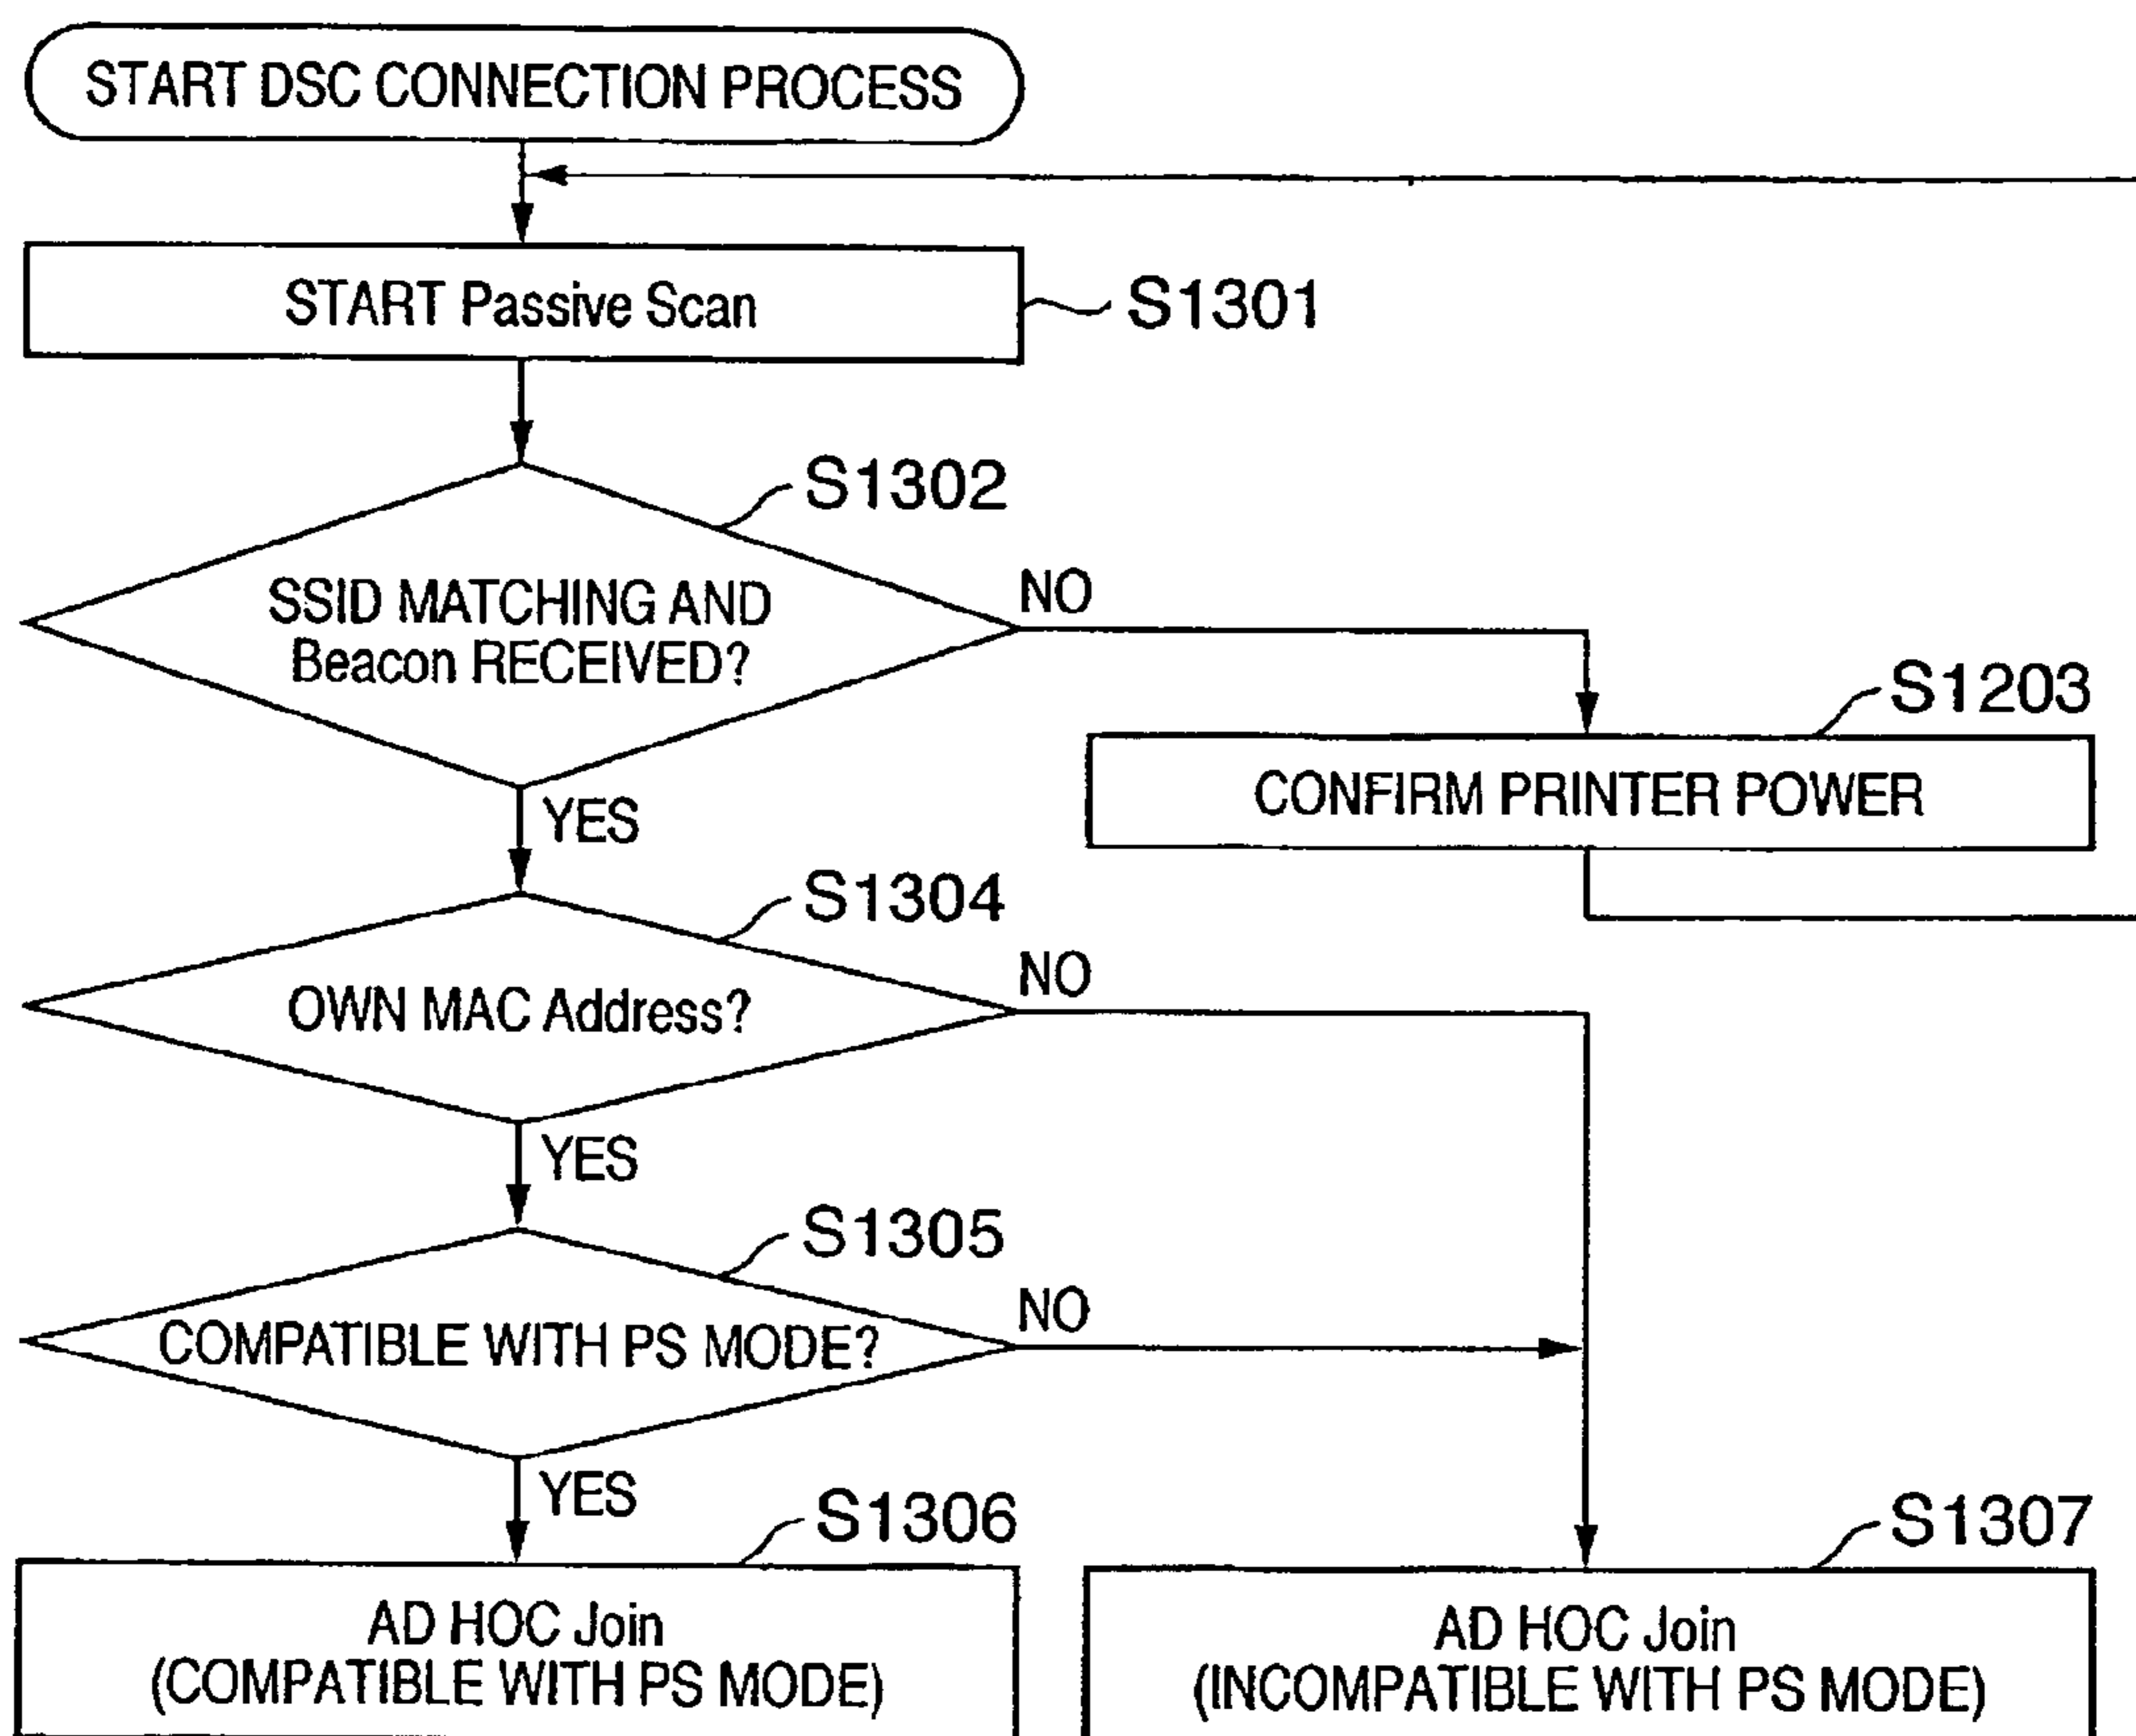 START DSC CONNECTION PROCESS
START Passive Scan
S1301
S1302
SSID MATCHING AND
Beacon RECEIVED?
NO
S1203
CONFIRM PRINTER POWER
YES
S1304
OWN MAC Address?
NO
YES
S1305
COMPATIBLE WITH PS MODE?
NO
YES
S1306
AD HOC Join
(COMPATIBLE WITH PS MODE)
S1307
AD HOC Join
(INCOMPATIBLE WITH PS MODE)